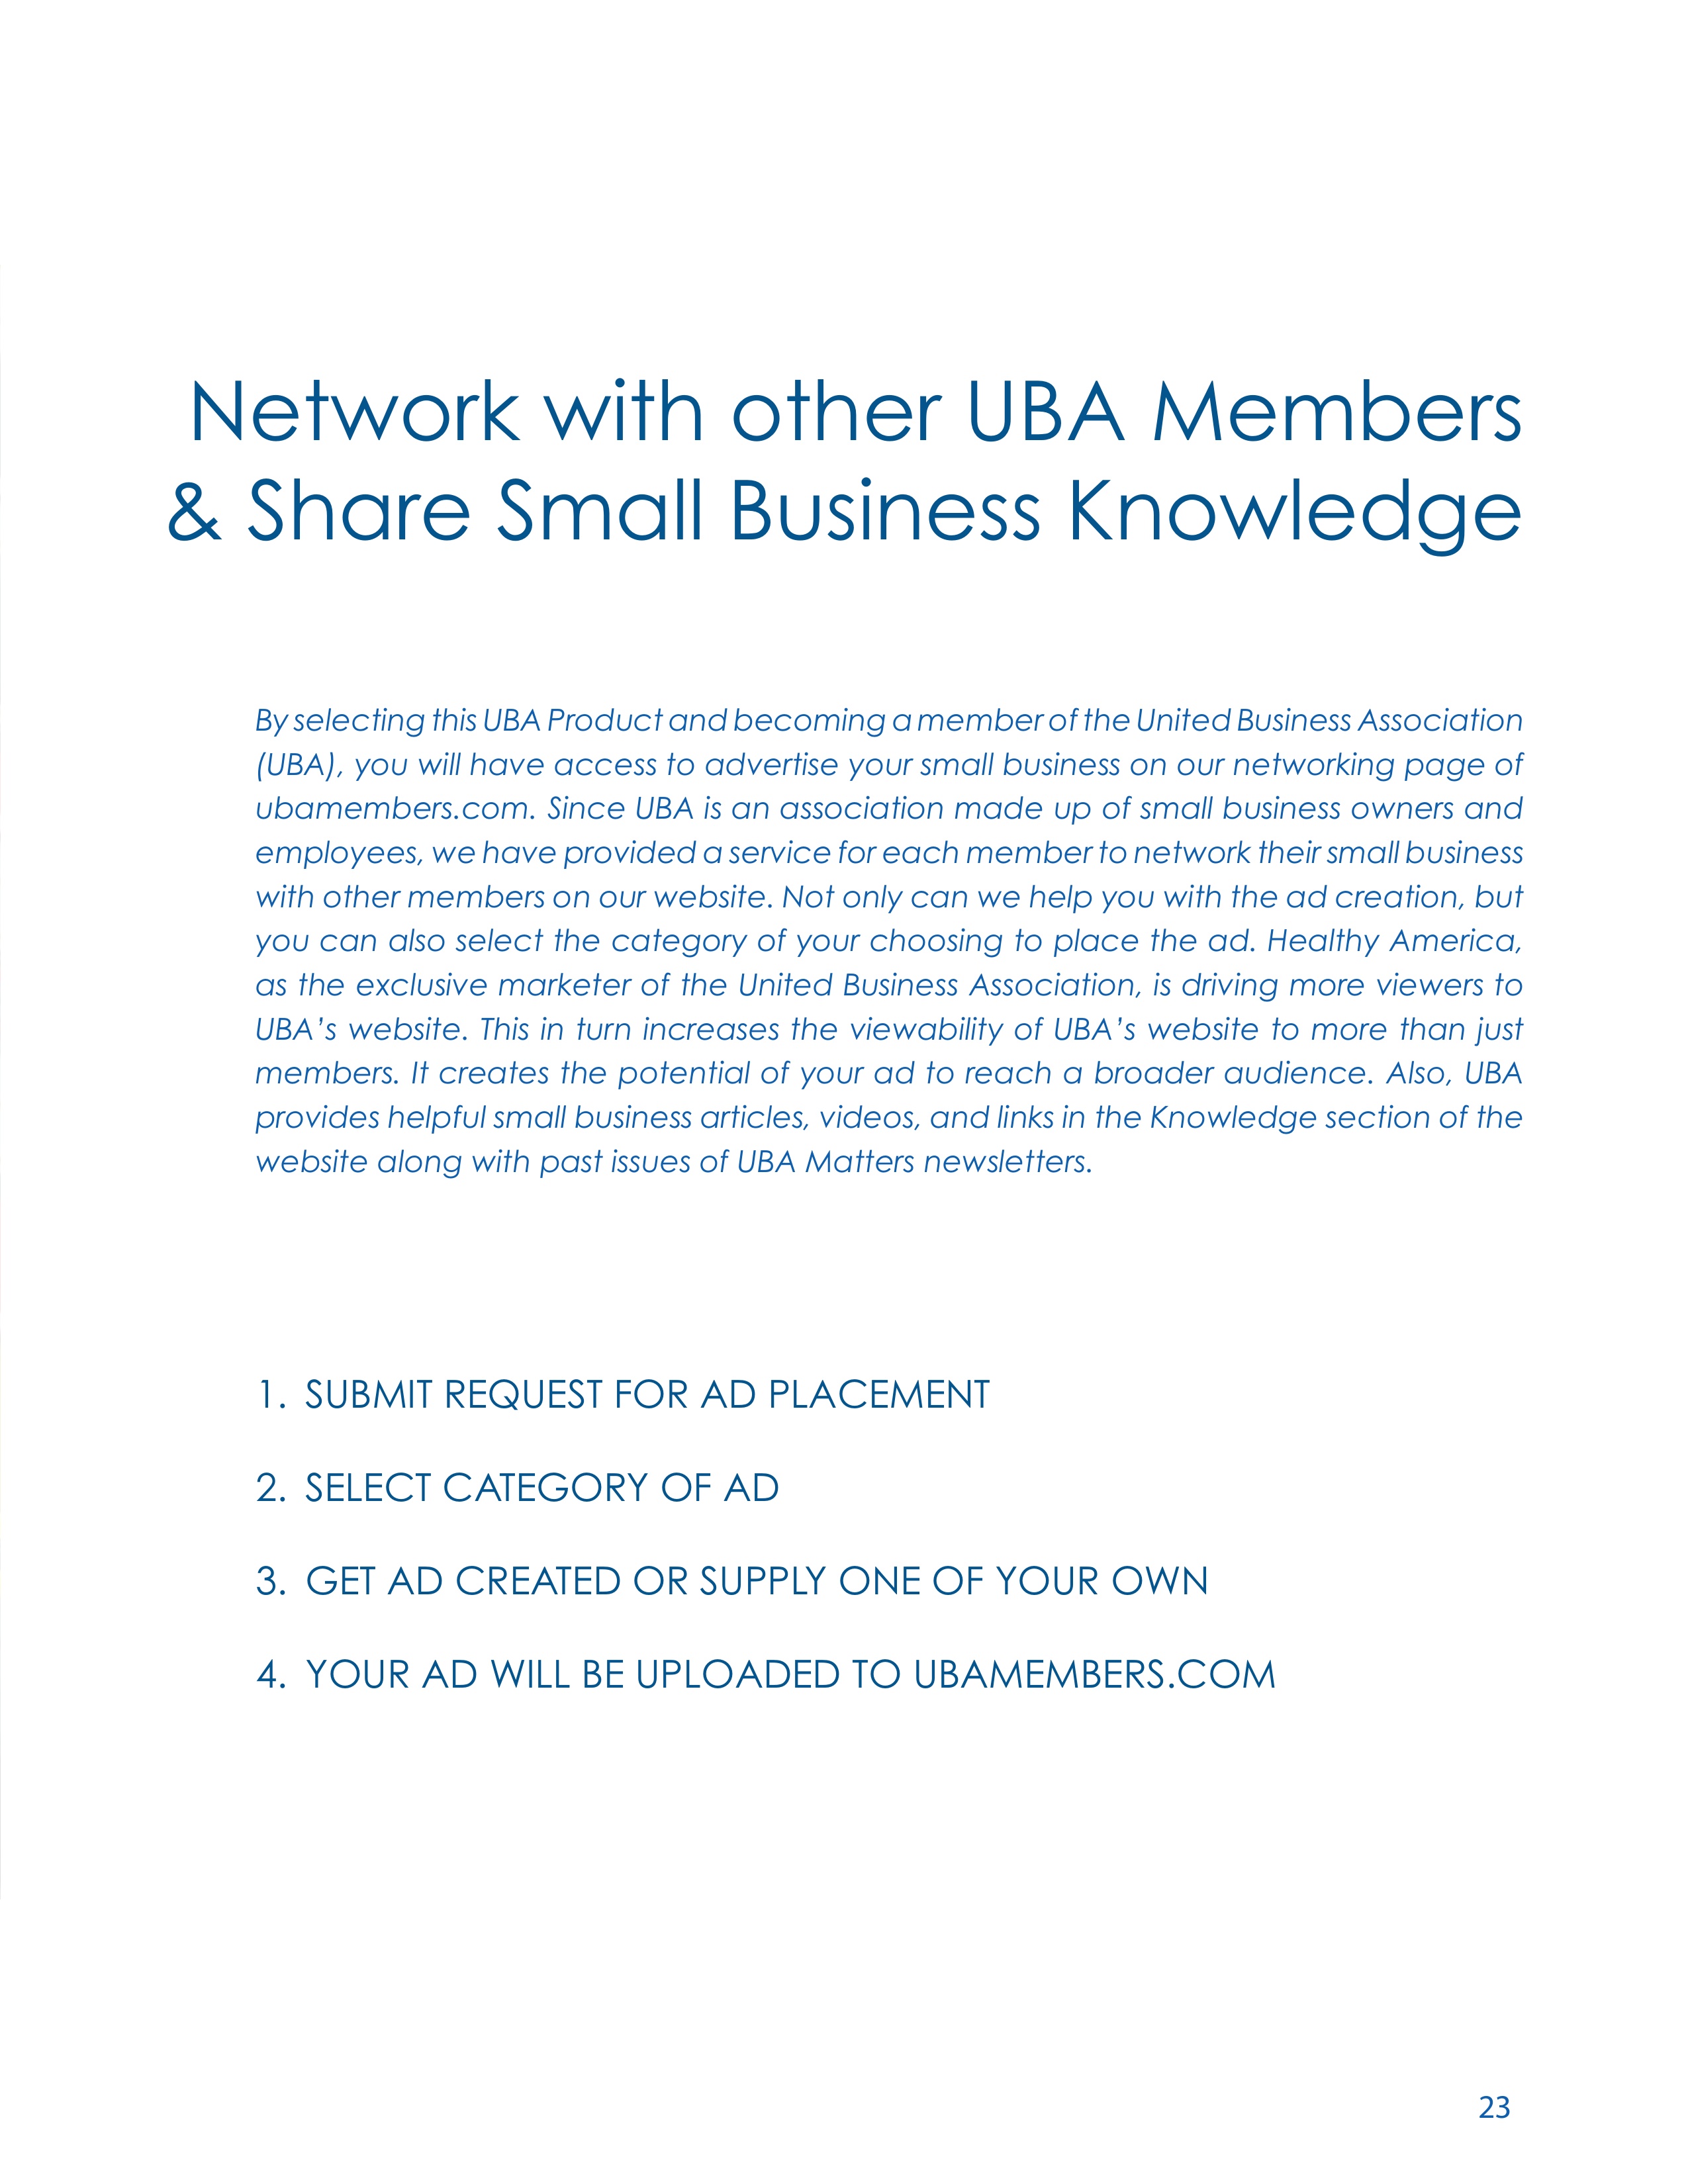 Network with other UBA Members
& Share Small Business Knowledge
By selecting this UBA Product and becoming a member of the United Business Association
(UBA), you will have access to advertise your small business on our networking page of
ubamembers.com. Since UBA is an association made up of small business owners and
employees, we have provided a service for each member to network their small business
with other members on our website. Not only can we help you with the ad creation, but
you can also select the category of your choosing to place the ad. Healthy America,
as the exclusive marketer of the United Business Association, is driving more viewers to
UBA’s website. This in turn increases the viewability of UBA’s website to more than just
members. It creates the potential of your ad to reach a broader audience. Also, UBA
provides helpful small business articles, videos, and links in the Knowledge section of the
website along with past issues of UBA Matters newsletters.
1. SUBMIT REQUEST FOR AD PLACEMENT
2. SELECT CATEGORY OF AD
3. GET AD CREATED OR SUPPLY ONE OF YOUR OWN
4. YOUR AD WILL BE UPLOADED TO UBAMEMBERS.COM
23